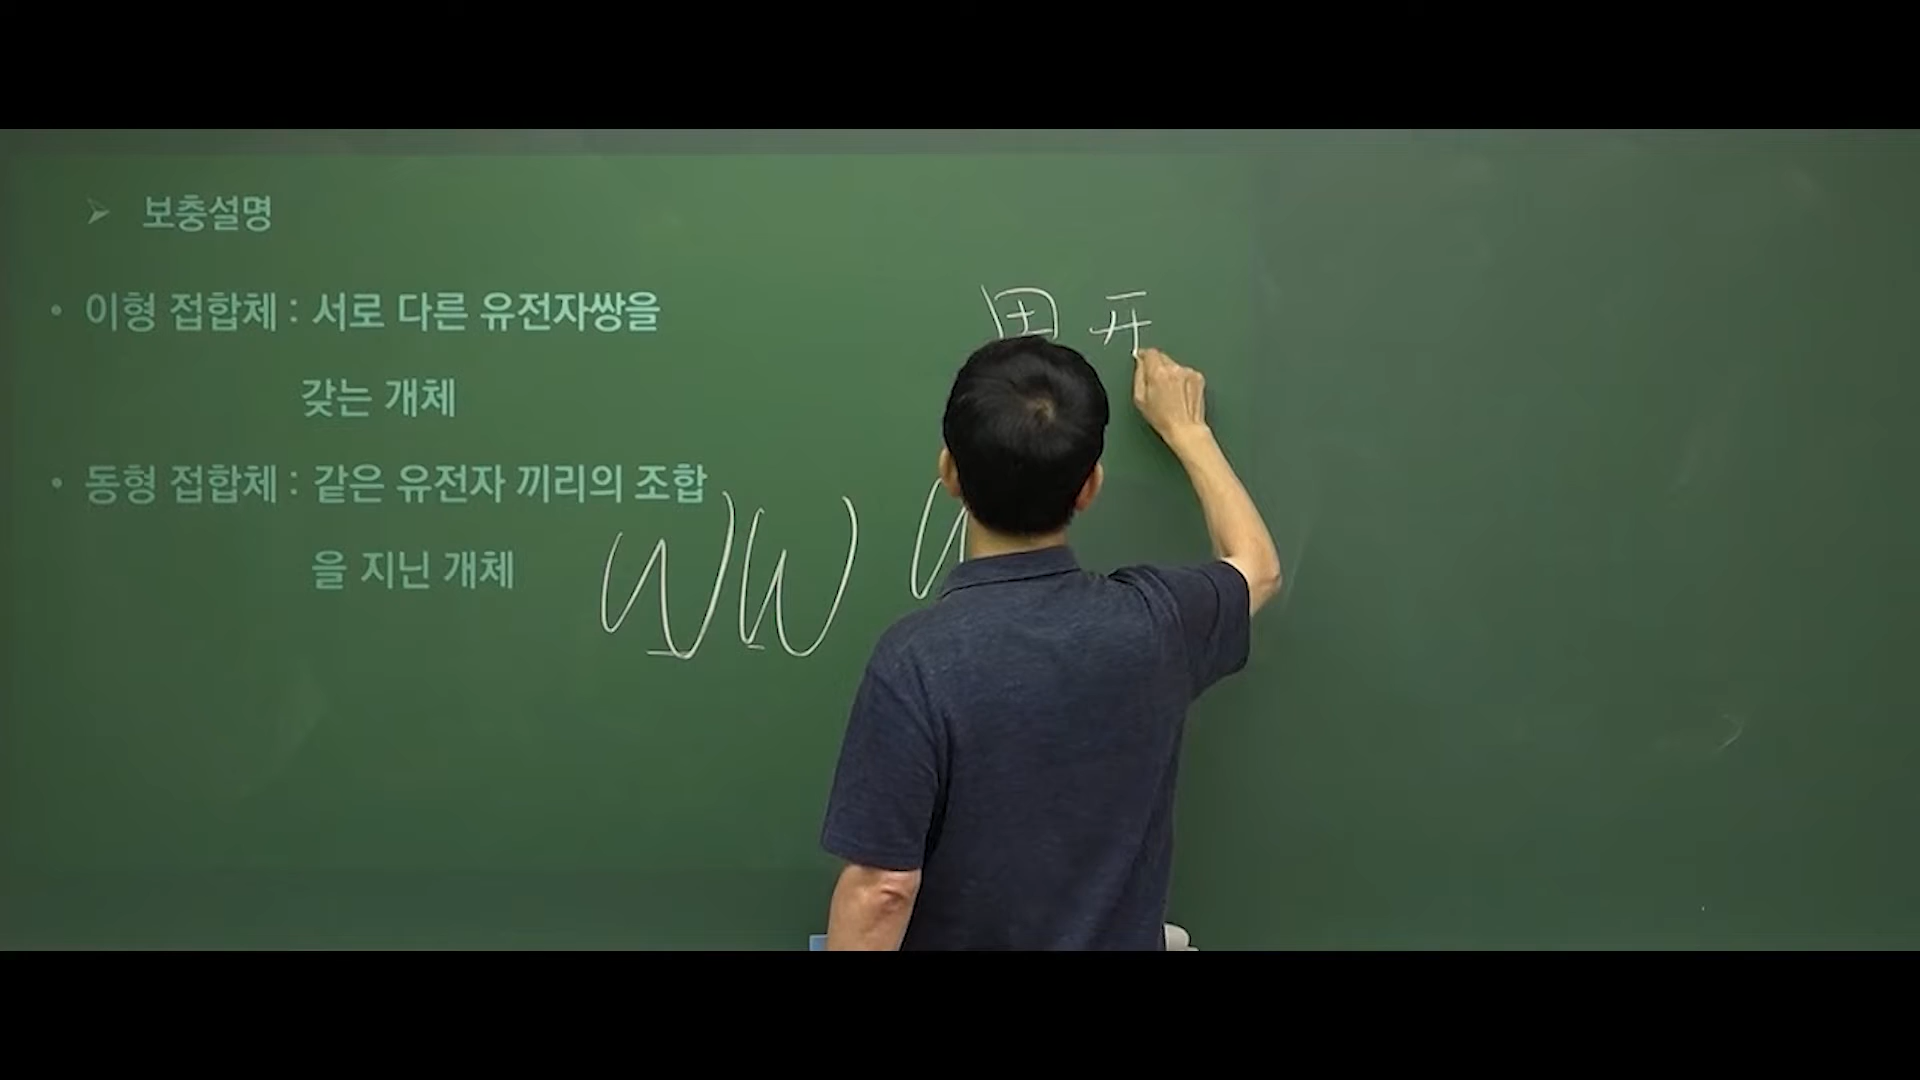 ➢ 보충설명
• 이형 접합체 : 서로 다른 유전자쌍을
갖는 개체
• 동형 접합체 : 같은 유전자 끼리의 조합
을 지닌 개체
WW